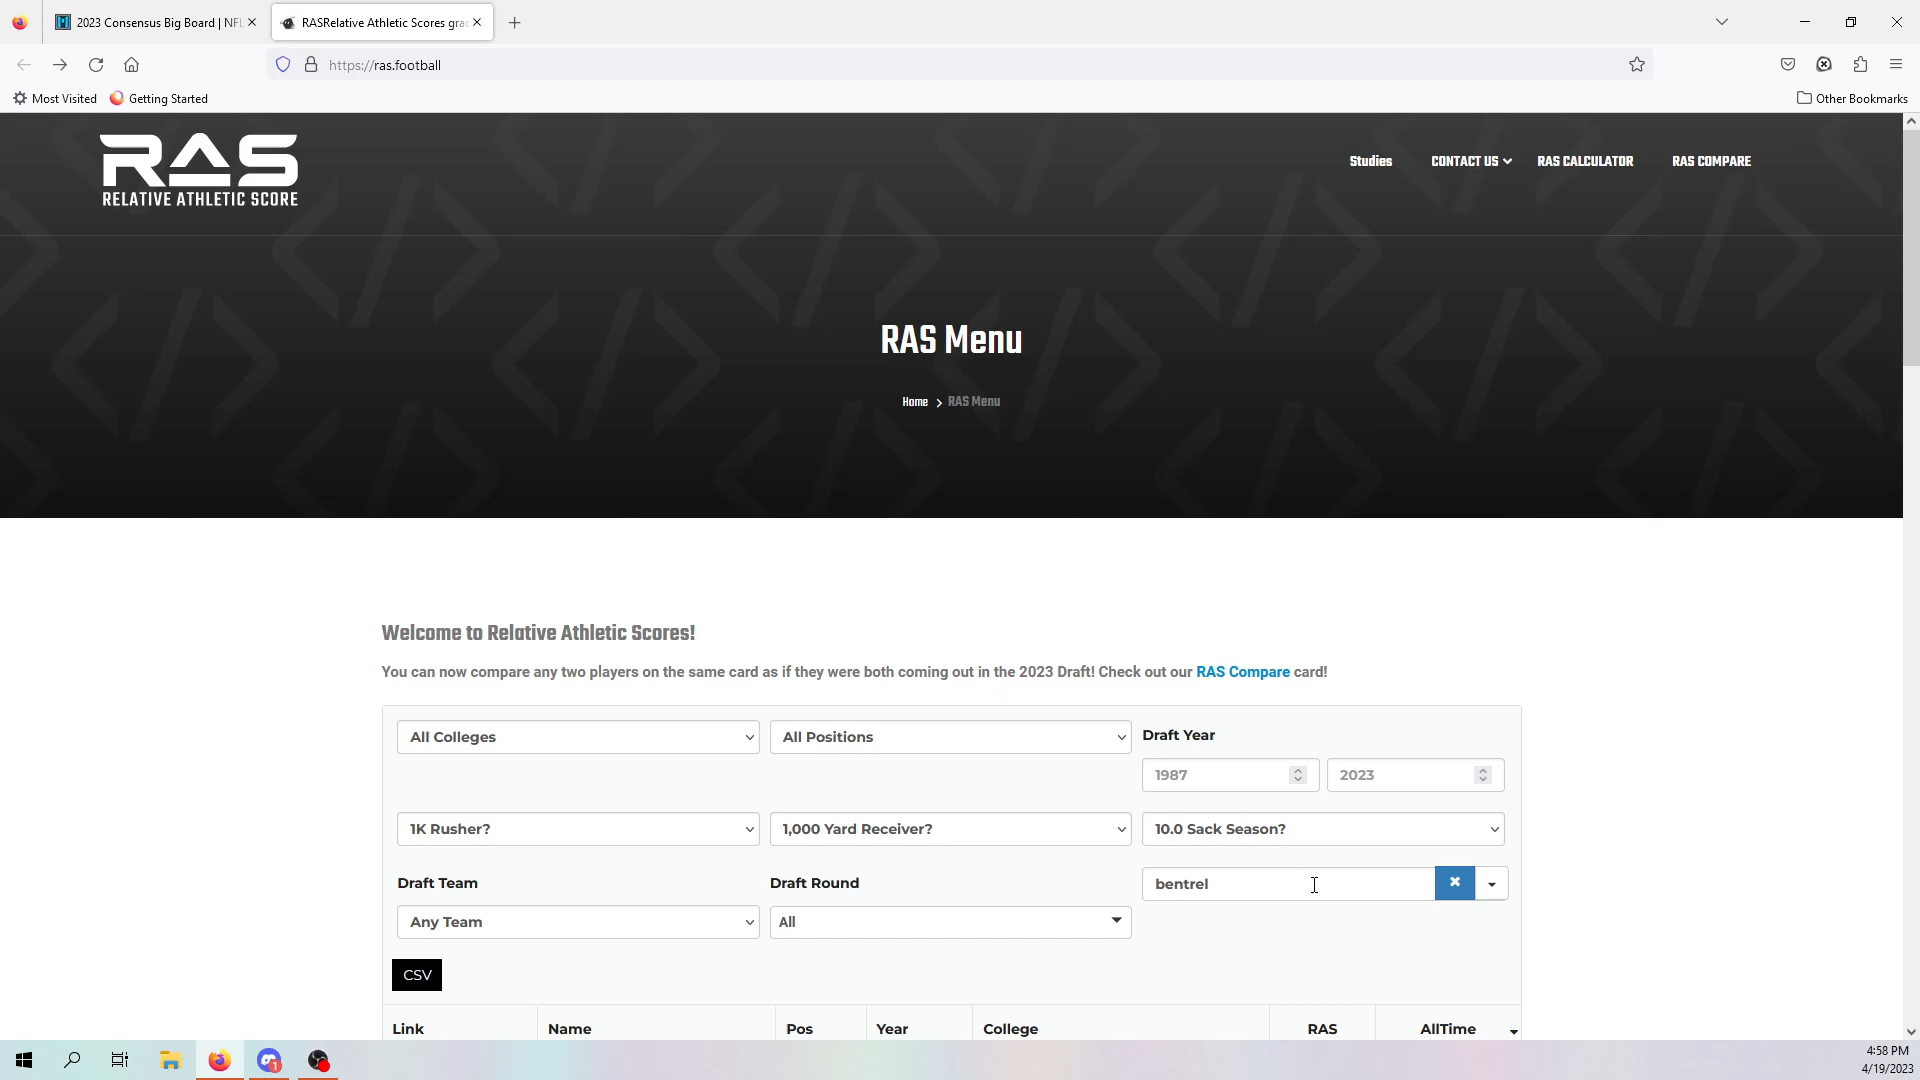 2023 Consensus Big Board | NFL
RASRelative Athletic Scores gra
https://ras.football
Most Visited
Getting Started
Other Bookmarks
RAS
RELATIVE ATHLETIC SCORE
Studies
CONTACT US
RAS CALCULATOR
RAS COMPARE
RAS Menu
Home > RAS Menu
Welcome to Relative Athletic Scores!
You can now compare any two players on the same card as if they were both coming out in the 2023 Draft! Check out our RAS Compare card!
All Colleges
All Positions
Draft Year
1987
2023
1K Rusher?
1,000 Yard Receiver?
10.0 Sack Season?
Draft Team
Draft Round
bentrel
Any Team
All
CSV
Link
Name
Pos
Year
College
RAS
AllTime
1
4:58 PM
4/19/2023